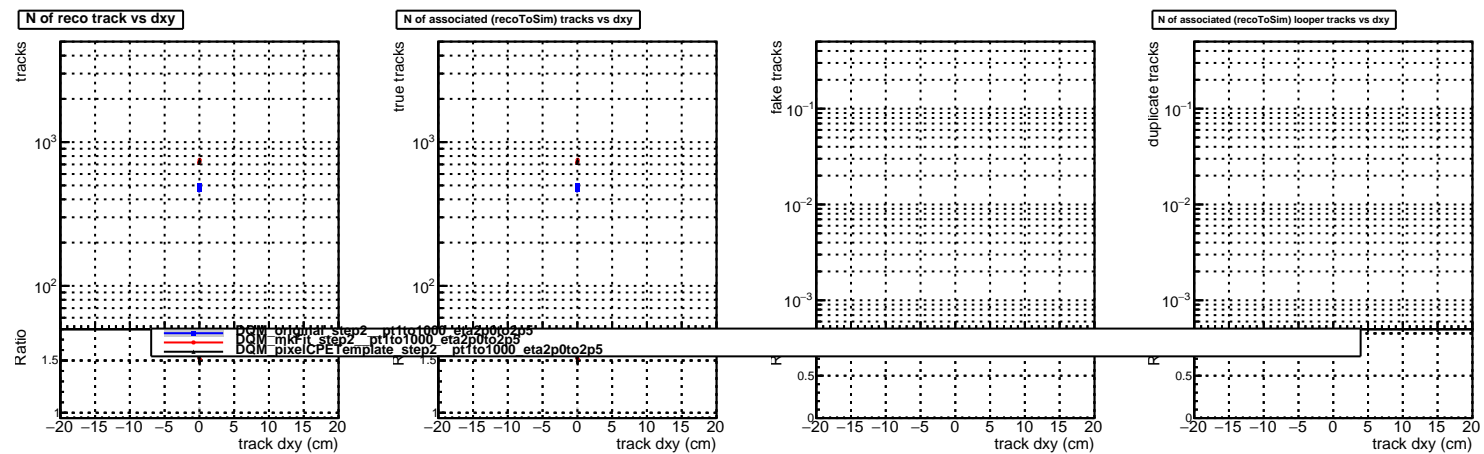 N of reco track vs dxy
N of associated (recoToSim) tracks vs dxy
N of associated (recoToSim) looper tracks vs dxy
tracks
10³
10²
Ratio
1.5
1
−20 −15 −10 −5 0 5 10 15 20
track dxy (cm)
true tracks
10³
10²
−20 −15 −10 −5 0 5 10 15 20
track dxy (cm)
fake tracks
10⁻¹
10⁻²
10⁻³
0.5
0
−20 −15 −10 −5 0 5 10 15 20
track dxy (cm)
duplicate tracks
10⁻¹
10⁻²
10⁻³
0.5
0
−20 −15 −10 −5 0 5 10 15 20
track dxy (cm)
DQM_original_step2__pt1to1000_eta2p0to2p5
DQM_mkFit_step2__pt1to1000_eta2p0to2p5
DQM_pixelCPETemplate_step2__pt1to1000_eta2p0to2p5